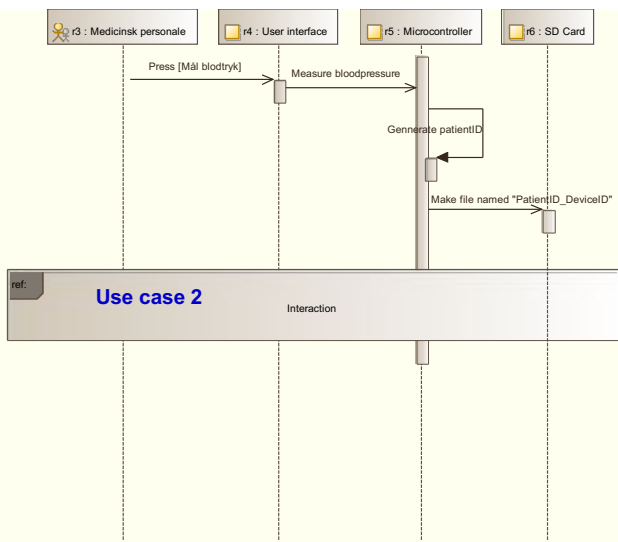 r3 : Medicinsk personale
r4 : User interface
r5 : Microcontroller
r6 : SD Card
Press [Mål blodtryk]
Measure bloodpressure
Gennerate patientID
Make file named "PatientID_DeviceID"
ref:
Use case 2
Interaction